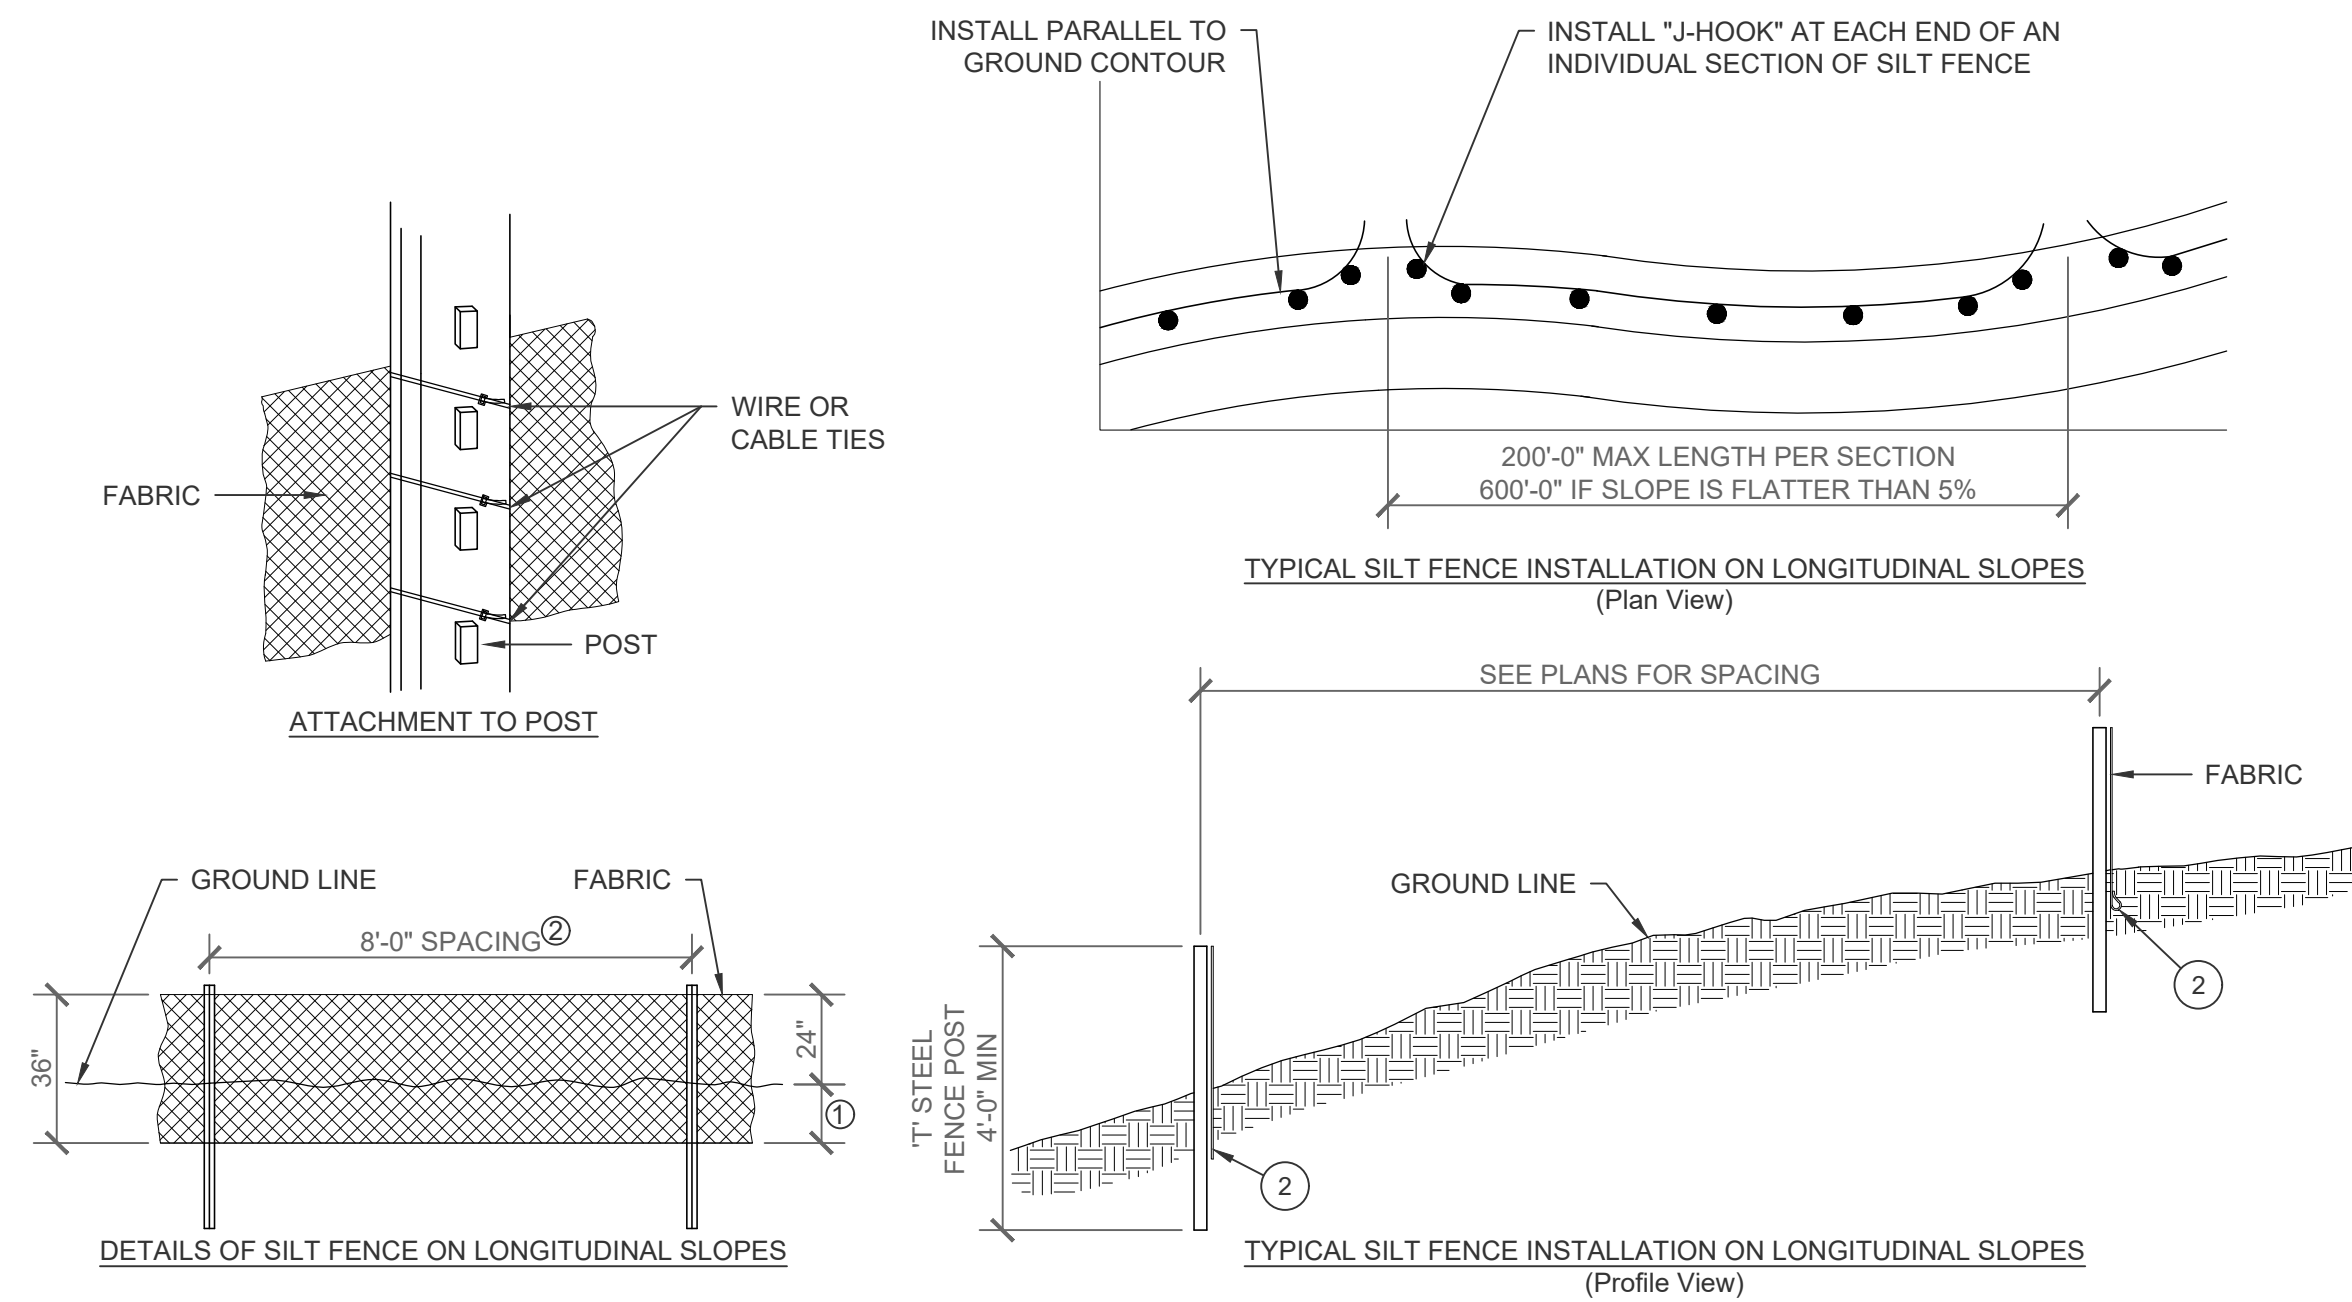 INSTALL PARALLEL TO
GROUND CONTOUR
INSTALL "J-HOOK" AT EACH END OF AN
INDIVIDUAL SECTION OF SILT FENCE
WIRE OR
CABLE TIES
FABRIC
POST
ATTACHMENT TO POST
200'-0" MAX LENGTH PER SECTION
600'-0" IF SLOPE IS FLATTER THAN 5%
TYPICAL SILT FENCE INSTALLATION ON LONGITUDINAL SLOPES
(Plan View)
GROUND LINE
FABRIC
8'-0" SPACING②
36"
24"
①
DETAILS OF SILT FENCE ON LONGITUDINAL SLOPES
SEE PLANS FOR SPACING
FABRIC
GROUND LINE
2
'T' STEEL
FENCE POST
4'-0" MIN
2
TYPICAL SILT FENCE INSTALLATION ON LONGITUDINAL SLOPES
(Profile View)